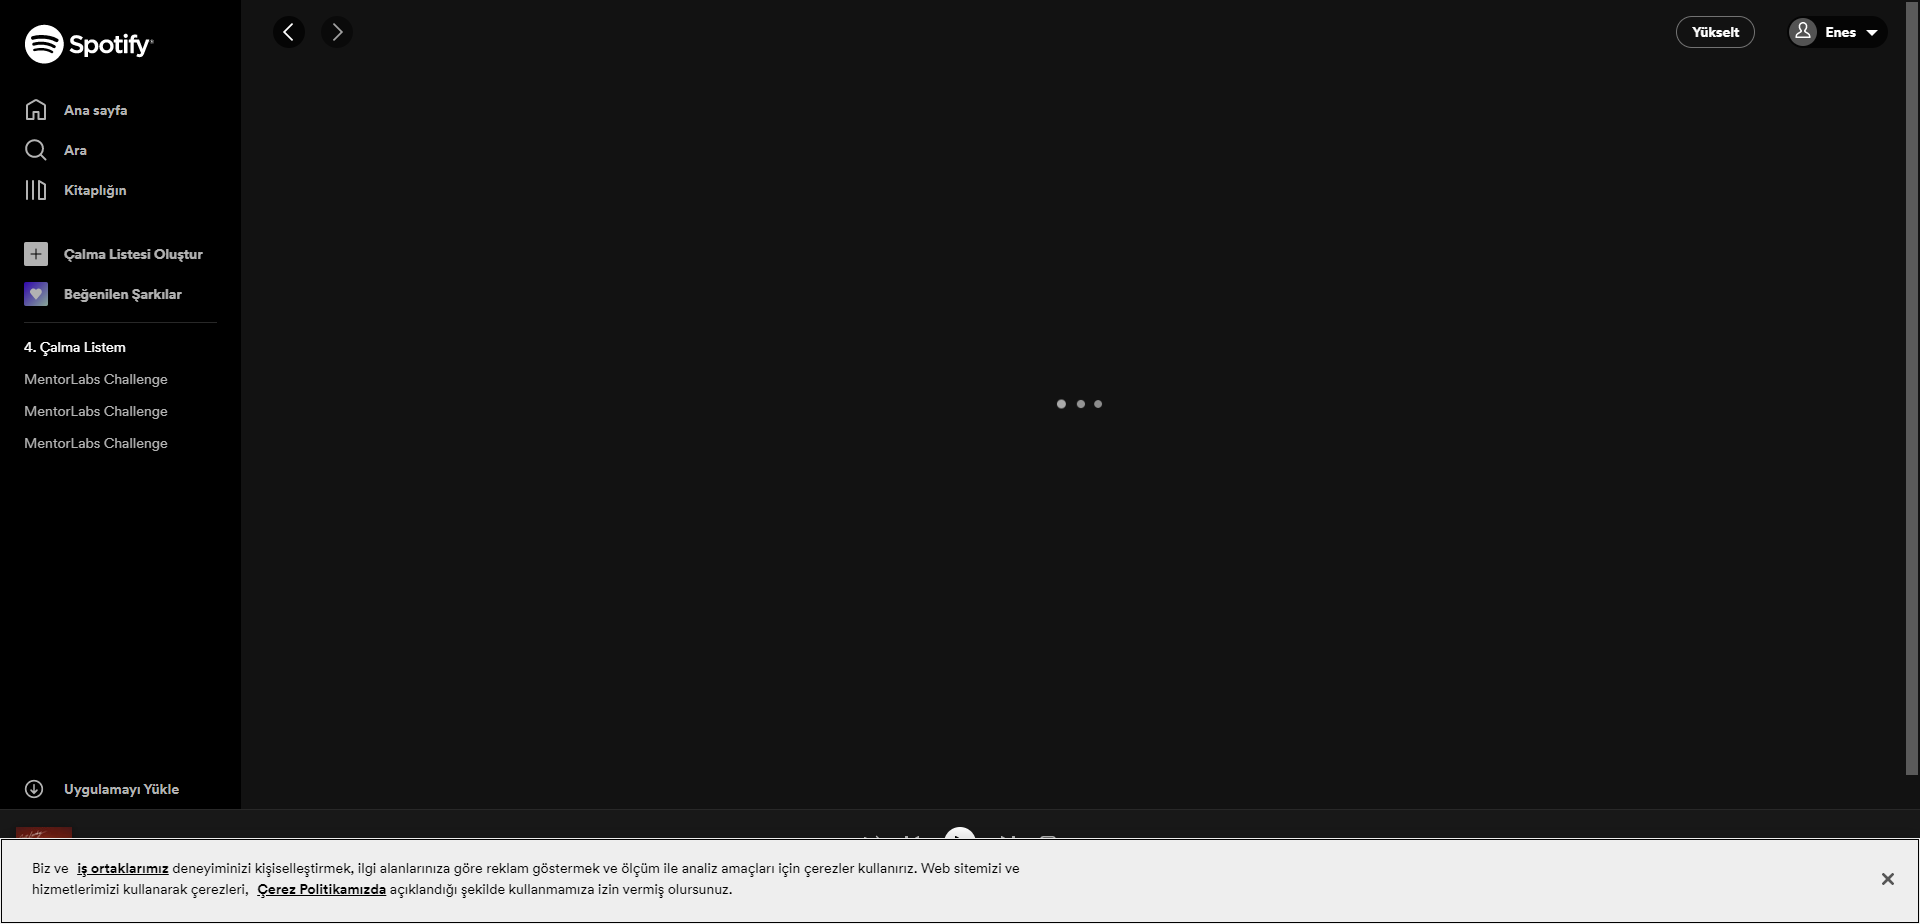 Spotify
Ana sayfa
Ara
Kitaplığın
Çalma Listesi Oluştur
Beğenilen Şarkılar
4. Çalma Listem
MentorLabs Challenge
MentorLabs Challenge
MentorLabs Challenge
Uygulamayı Yükle
Yükselt
Enes
Biz ve iş ortaklarımız deneyiminizi kişiselleştirmek, ilgi alanlarınıza göre reklam göstermek ve ölçüm ile analiz amaçları için çerezler kullanırız. Web sitemizi ve
hizmetlerimizi kullanarak çerezleri, Çerez Politikamızda açıklandığı şekilde kullanmamıza izin vermiş olursunuz.